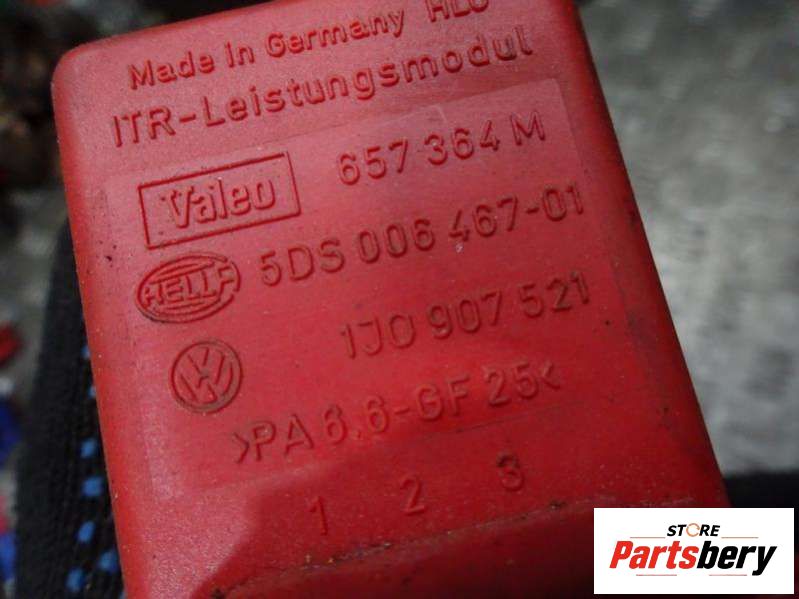 Made in Germany
ITR-Leistungsmodul
Valeo 657 364 M
HELLA 5DS 006 467-01
VW 1J0 907 521
>PA 6.6-GF 25<
1 2 3
STORE
Partsbery